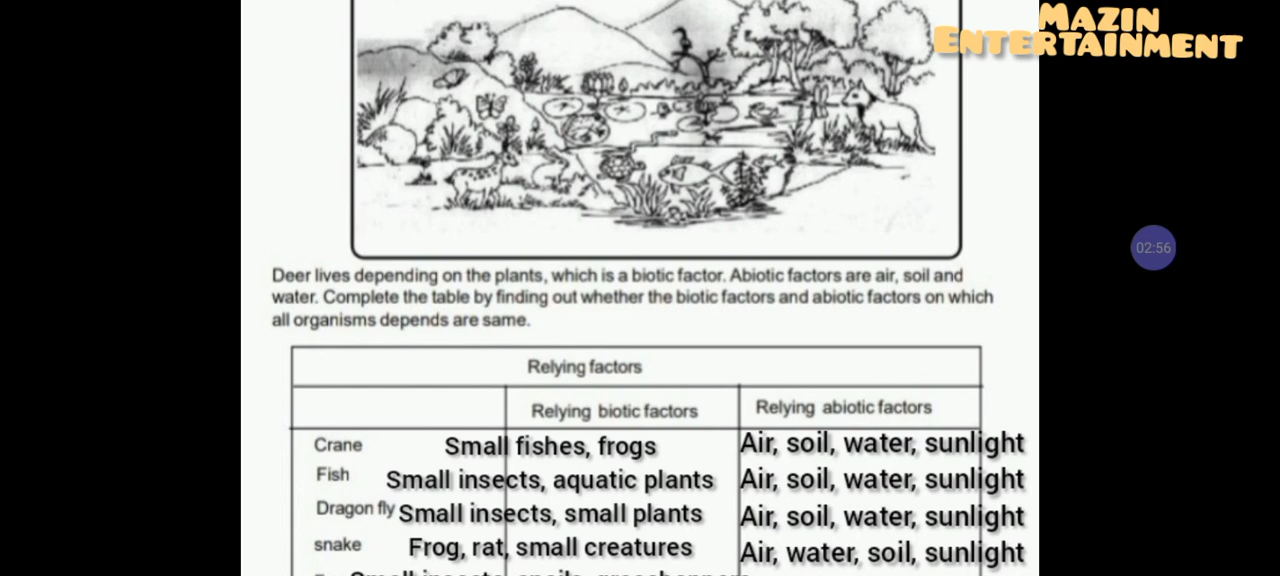 MAZIN
ENTERTAINMENT
02:56
Deer lives depending on the plants, which is a biotic factor. Abiotic factors are air, soil and
water. Complete the table by finding out whether the biotic factors and abiotic factors on which
all organisms depends are same.
Relying factors
Relying biotic factors Relying abiotic factors
Crane Small fishes, frogs Air, soil, water, sunlight
Fish Small insects, aquatic plants Air, soil, water, sunlight
Dragon fly Small insects, small plants Air, soil, water, sunlight
snake Frog, rat, small creatures Air, water, soil, sunlight